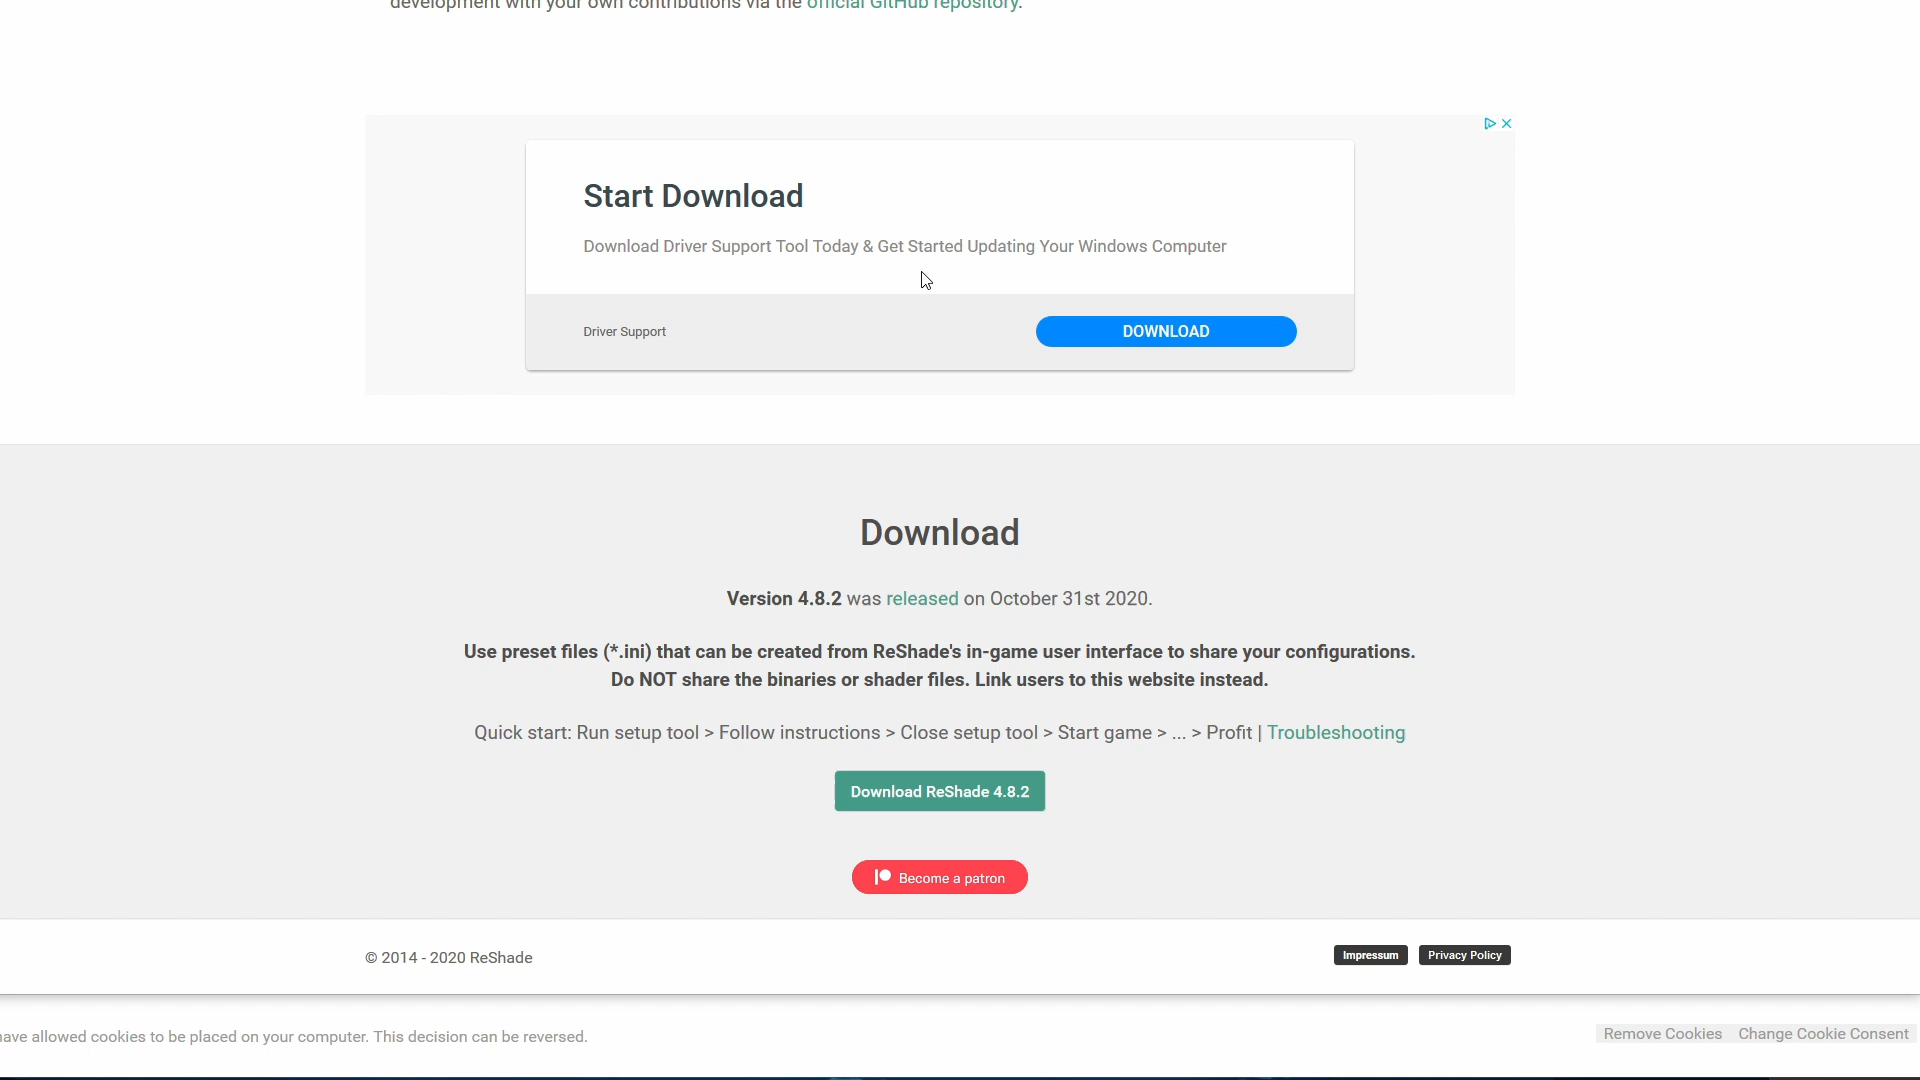 development with your own contributions via the official GitHub repository.
Start Download
Download Driver Support Tool Today & Get Started Updating Your Windows Computer
Driver Support
DOWNLOAD
Download
Version 4.8.2 was released on October 31st 2020.
Use preset files (*.ini) that can be created from ReShade's in-game user interface to share your configurations.
Do NOT share the binaries or shader files. Link users to this website instead.
Quick start: Run setup tool > Follow instructions > Close setup tool > Start game > ... > Profit | Troubleshooting
Download ReShade 4.8.2
Become a patron
© 2014 - 2020 ReShade
Impressum
Privacy Policy
have allowed cookies to be placed on your computer. This decision can be reversed.
Remove Cookies
Change Cookie Consent